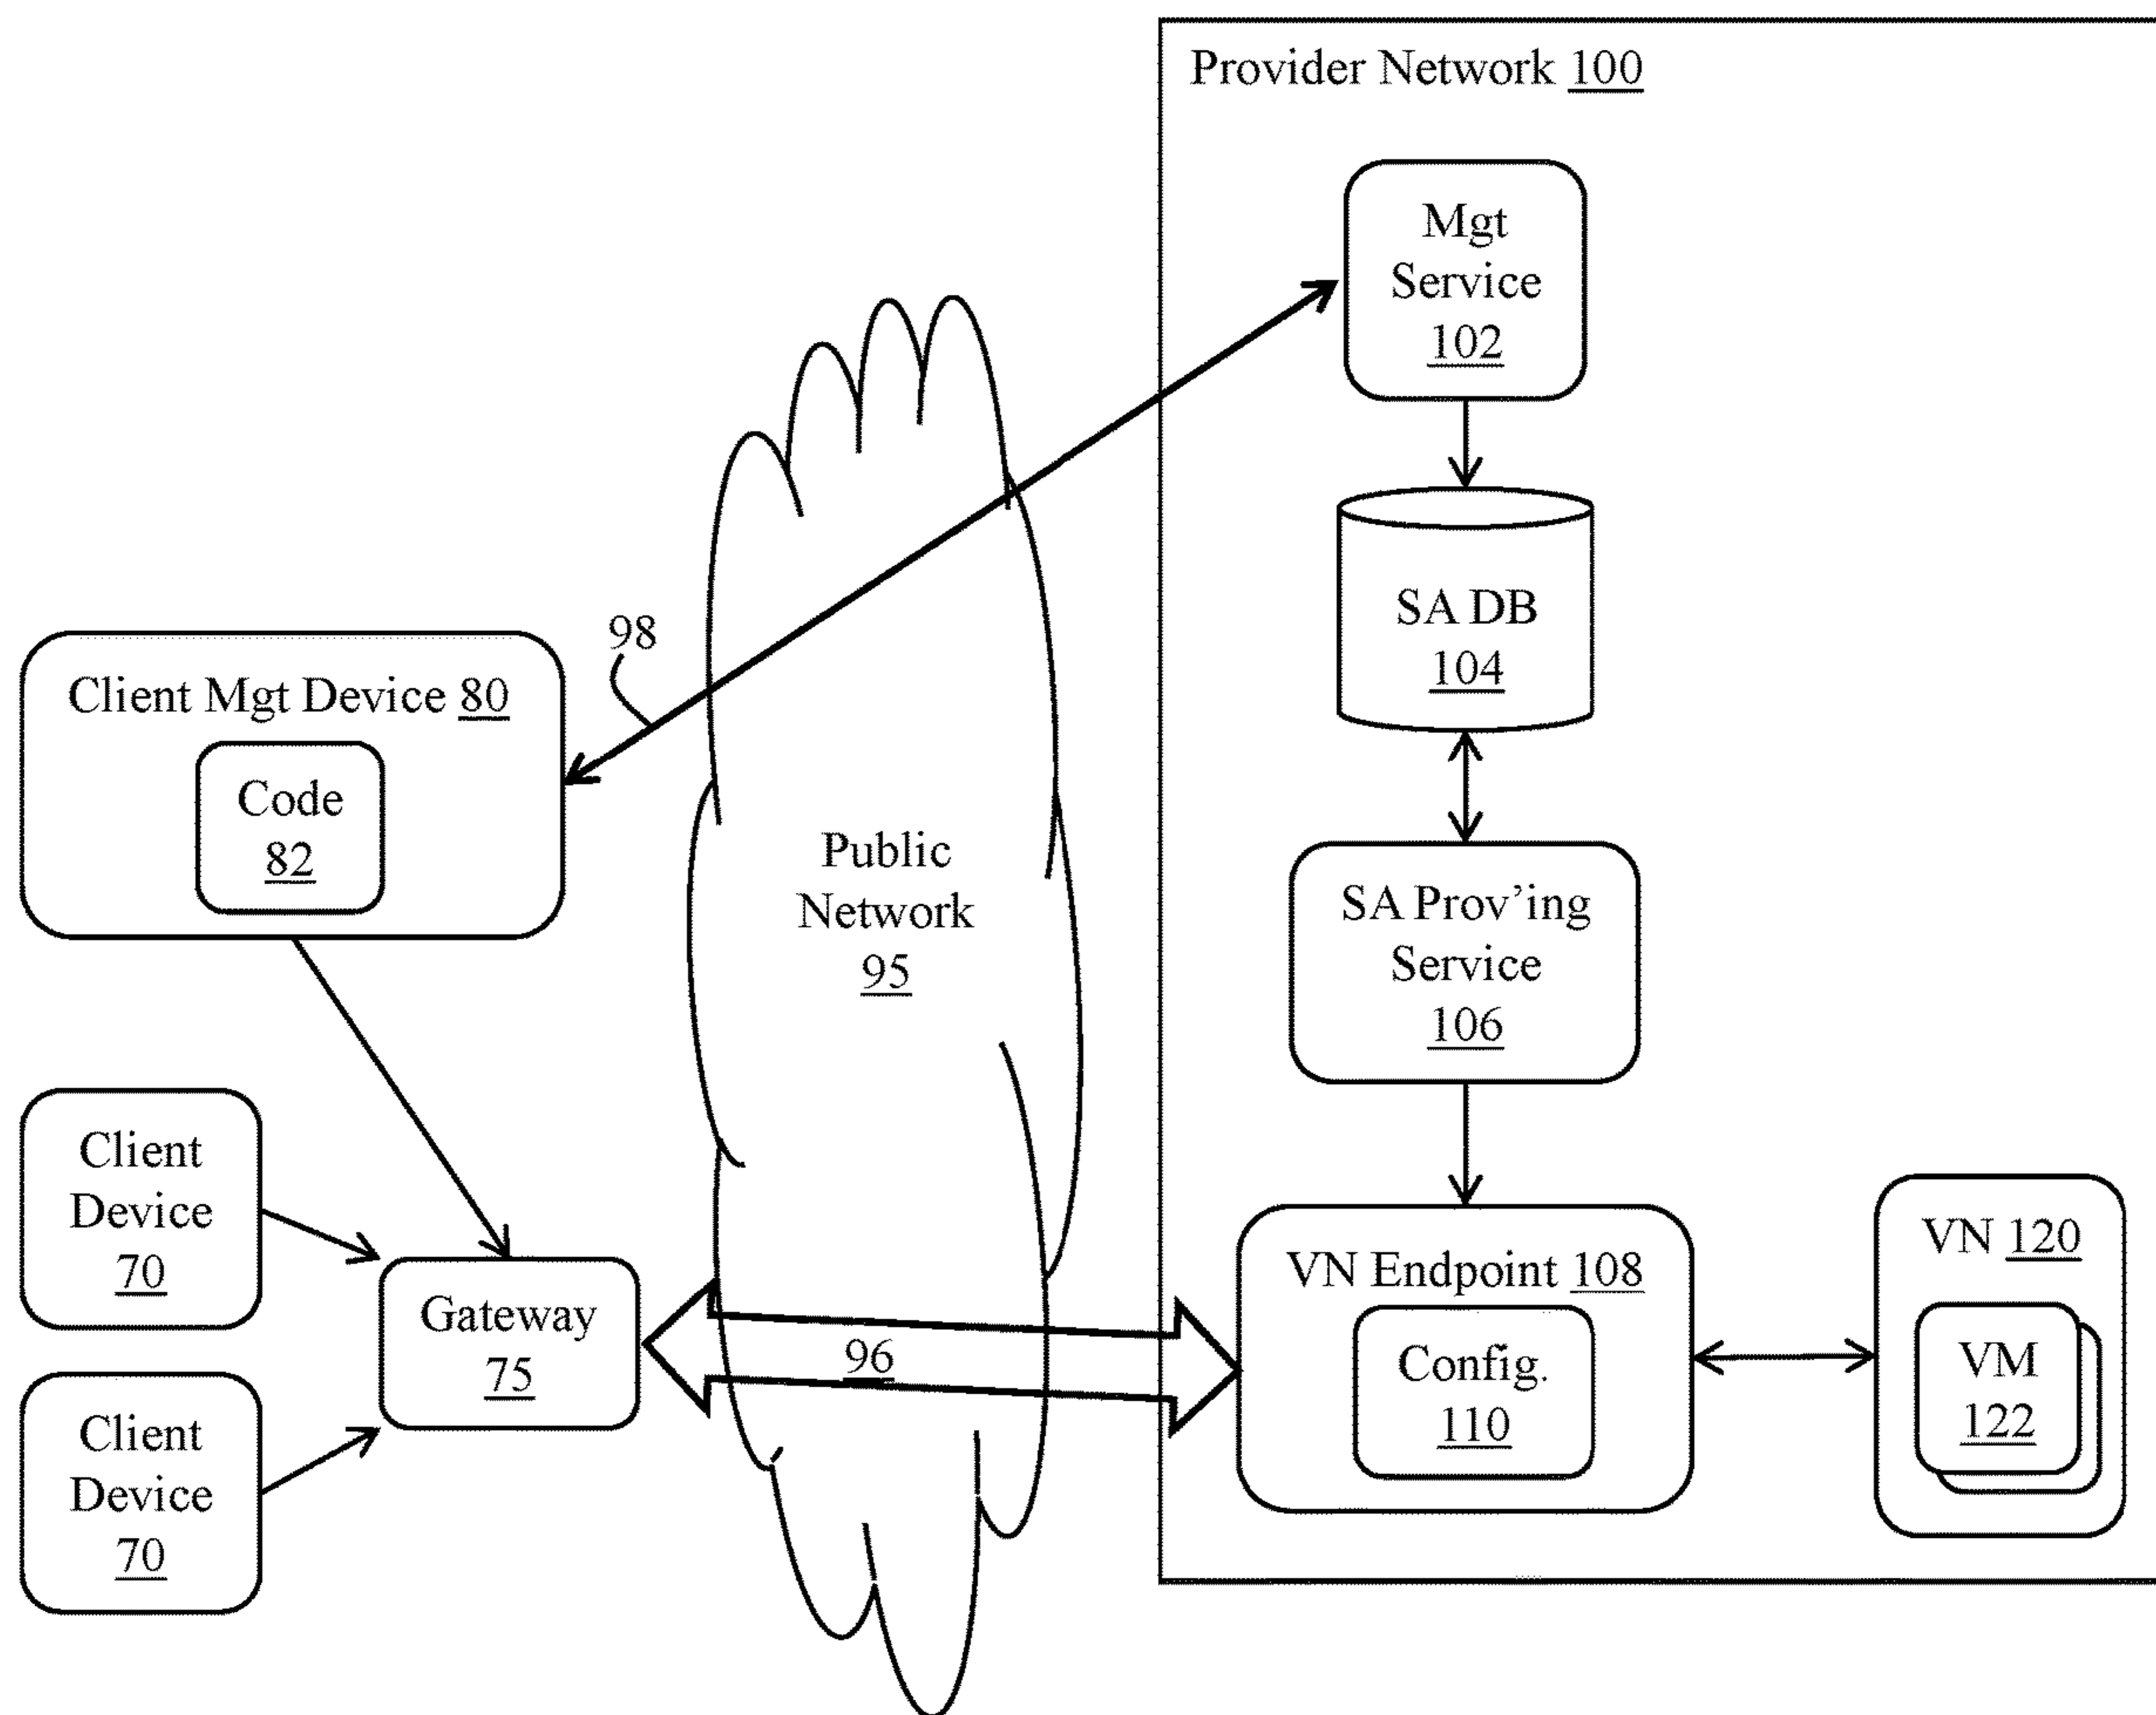 Provider Network 100
Mgt
Service
102
SA DB
104
98
Client Mgt Device 80
Code
82
Public
Network
95
SA Prov'ing
Service
106
Client
Device
70
Gateway
75
96
VN Endpoint 108
Config.
110
VN 120
VM
122
Client
Device
70